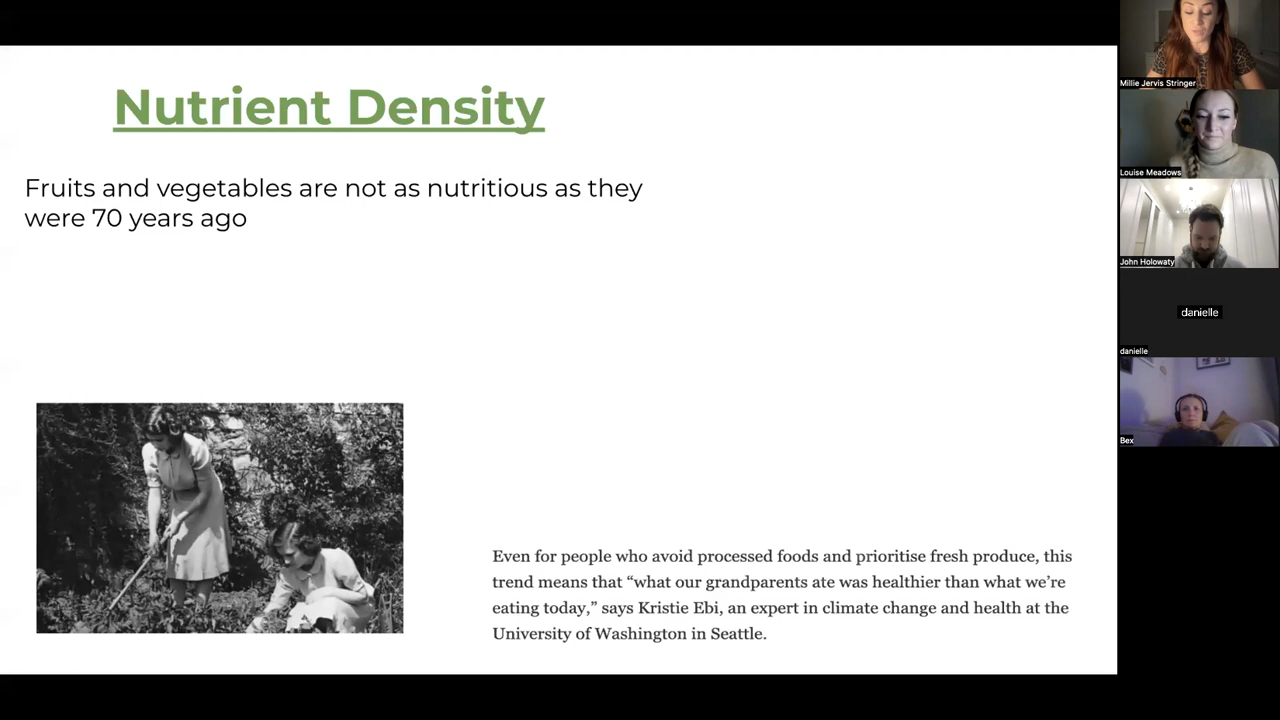 Nutrient Density
Fruits and vegetables are not as nutritious as they
were 70 years ago
Even for people who avoid processed foods and prioritise fresh produce, this
trend means that “what our grandparents ate was healthier than what we’re
eating today,” says Kristie Ebi, an expert in climate change and health at the
University of Washington in Seattle.
Millie Jervis Stringer
Louise Meadows
John Holowaty
danielle
danielle
Bex